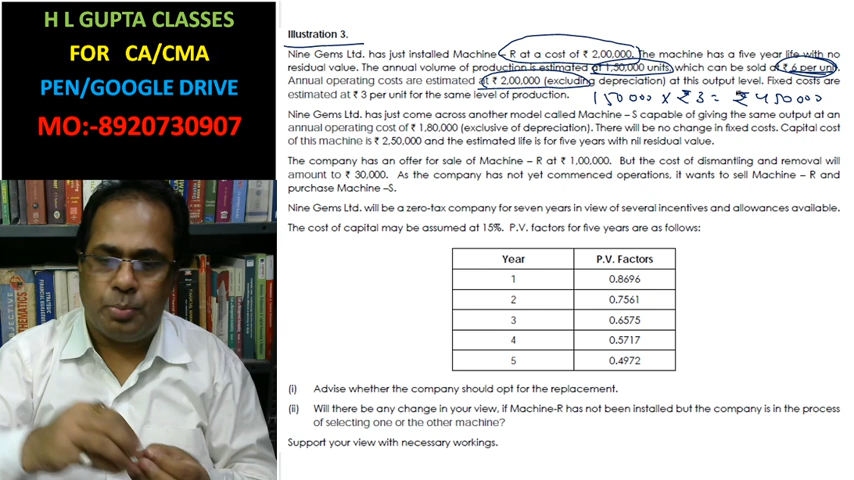 H L GUPTA CLASSES
FOR CA/CMA
PEN/GOOGLE DRIVE
MO:-8920730907
Illustration 3.
Nine Gems Ltd. has just installed Machine – R at a cost of ₹ 2,00,000. The machine has a five year life with no
residual value. The annual volume of production is estimated at 1,50,000 units, which can be sold at ₹ 6 per unit.
Annual operating costs are estimated at ₹ 2,00,000 (excluding depreciation) at this output level. Fixed costs are
estimated at ₹ 3 per unit for the same level of production.
150000 × ₹3 = ₹450000
Nine Gems Ltd. has just come across another model called Machine – S capable of giving the same output at an
annual operating cost of ₹ 1,80,000 (exclusive of depreciation). There will be no change in fixed costs. Capital cost
of this machine is ₹ 2,50,000 and the estimated life is for five years with nil residual value.
The company has an offer for sale of Machine – R at ₹ 1,00,000. But the cost of dismantling and removal will
amount to ₹ 30,000. As the company has not yet commenced operations, it wants to sell Machine – R and
purchase Machine –S.
Nine Gems Ltd. will be a zero-tax company for seven years in view of several incentives and allowances available.
The cost of capital may be assumed at 15%. P.V. factors for five years are as follows:
Year P.V. Factors
1 0.8696
2 0.7561
3 0.6575
4 0.5717
5 0.4972
(i) Advise whether the company should opt for the replacement.
(ii) Will there be any change in your view, if Machine-R has not been installed but the company is in the process
of selecting one or the other machine?
Support your view with necessary workings.